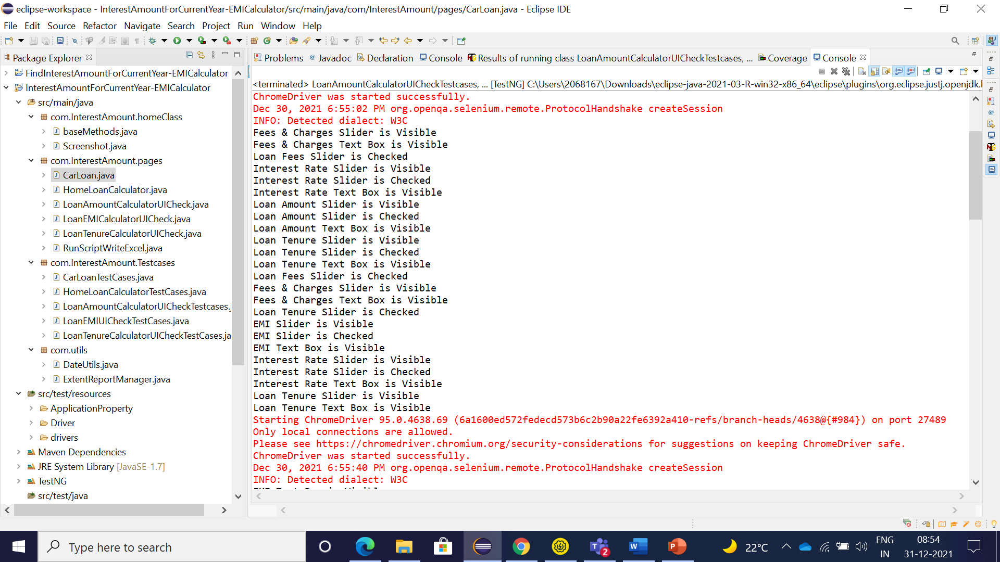 eclipse-workspace - InterestAmountForCurrentYear-EMICalculator/src/main/java/com/InterestAmount/pages/CarLoan.java - Eclipse IDE
File Edit Source Refactor Navigate Search Project Run Window Help
Package Explorer
FindInterestAmountForCurrentYear-EMICalculator
InterestAmountForCurrentYear-EMICalculator
src/main/java
com.InterestAmount.homeClass
baseMethods.java
Screenshot.java
com.InterestAmount.pages
CarLoan.java
HomeLoanCalculator.java
LoanAmountCalculatorUICheck.java
LoanEMICalculatorUICheck.java
LoanTenureCalculatorUICheck.java
RunScriptWriteExcel.java
com.InterestAmount.Testcases
CarLoanTestCases.java
HomeLoanCalculatorTestCases.java
LoanAmountCalculatorUICheckTestcases.j
LoanEMIUICheckTestCases.java
LoanTenureCalculatorUICheckTestCases.ja
com.utils
DateUtils.java
ExtentReportManager.java
src/test/resources
ApplicationProperty
Driver
drivers
Maven Dependencies
JRE System Library [JavaSE-1.7]
TestNG
src/test/java
Problems Javadoc Declaration Console Results of running class LoanAmountCalculatorUICheckTestcases, ... Coverage Console
<terminated> LoanAmountCalculatorUICheckTestcases, ... [TestNG] C:\Users\2068167\Downloads\eclipse-java-2021-03-R-win32-x86_64\eclipse\plugins\org.eclipse.justj.openjdk.
ChromeDriver was started successfully.
Dec 30, 2021 6:55:02 PM org.openqa.selenium.remote.ProtocolHandshake createSession
INFO: Detected dialect: W3C
Fees & Charges Slider is Visible
Fees & Charges Text Box is Visible
Loan Fees Slider is Checked
Interest Rate Slider is Visible
Interest Rate Slider is Checked
Interest Rate Text Box is Visible
Loan Amount Slider is Visible
Loan Amount Slider is Checked
Loan Amount Text Box is Visible
Loan Tenure Slider is Visible
Loan Tenure Slider is Checked
Loan Tenure Text Box is Visible
Loan Fees Slider is Checked
Fees & Charges Slider is Visible
Fees & Charges Text Box is Visible
Loan Tenure Slider is Checked
EMI Slider is Visible
EMI Slider is Checked
EMI Text Box is Visible
Interest Rate Slider is Visible
Interest Rate Slider is Checked
Interest Rate Text Box is Visible
Loan Tenure Slider is Visible
Loan Tenure Text Box is Visible
Starting ChromeDriver 95.0.4638.69 (6a1600ed572fedecd573b6c2b90a22fe6392a410-refs/branch-heads/4638@{#984}) on port 27489
Only local connections are allowed.
Please see https://chromedriver.chromium.org/security-considerations for suggestions on keeping ChromeDriver safe.
ChromeDriver was started successfully.
Dec 30, 2021 6:55:40 PM org.openqa.selenium.remote.ProtocolHandshake createSession
INFO: Detected dialect: W3C
Type here to search
22°C
ENG
IN
08:54
31-12-2021